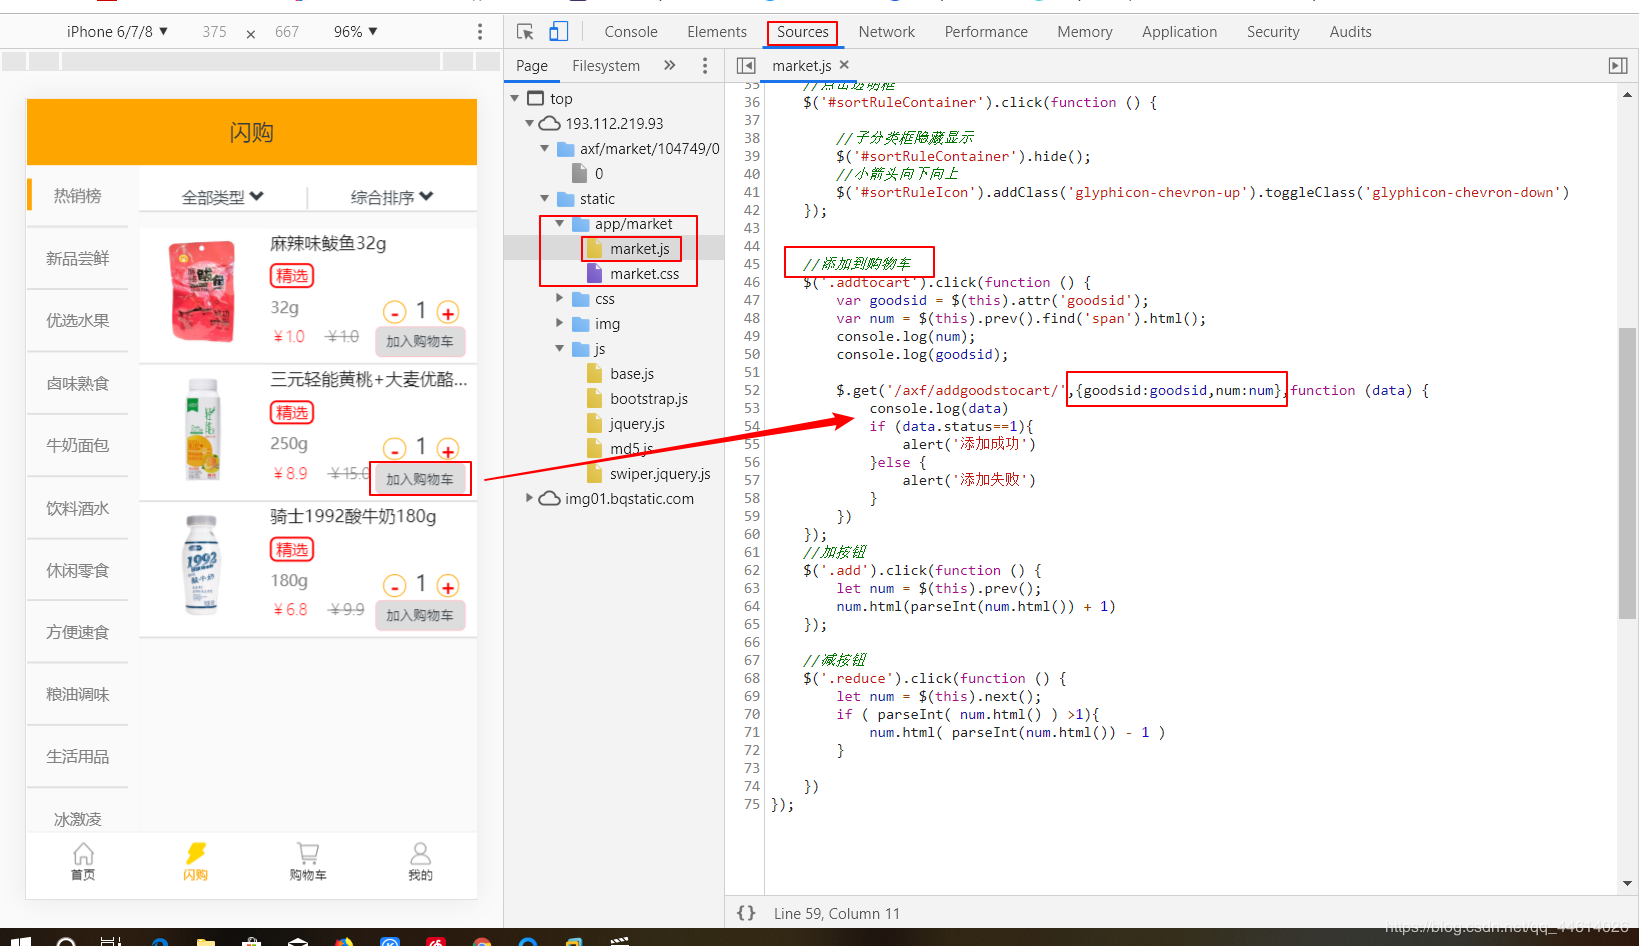 iPhone 6/7/8 ▼ 375 × 667 96% ▼
Console Elements Sources Network Performance Memory Application Security Audits
Page Filesystem »
market.js ×
闪购
热销榜
新品尝鲜
优选水果
卤味熟食
牛奶面包
饮料酒水
休闲零食
方便速食
粮油调味
生活用品
冰激凌
全部类型 综合排序
麻辣味鲅鱼32g
精选
32g
- 1 +
￥1.0 ￥1.0
加入购物车
三元轻能黄桃+大麦优酪...
精选
250g
- 1 +
￥8.9 ￥15.0
加入购物车
骑士1992酸牛奶180g
精选
180g
- 1 +
￥6.8 ￥9.9
加入购物车
首页 闪购 购物车 我的
top
193.112.219.93
axf/market/104749/0
0
static
app/market
market.js
market.css
css
img
js
base.js
bootstrap.js
jquery.js
md5.js
swiper.jquery.js
img01.bqstatic.com
35 //点击透明框
36 $('#sortRuleContainer').click(function () {
37
38 //子分类框隐藏显示
39 $('#sortRuleContainer').hide();
40 //小箭头向下向上
41 $('#sortRuleIcon').addClass('glyphicon-chevron-up').toggleClass('glyphicon-chevron-down')
42 });
43
44
45 //添加到购物车
46 $('.addtocart').click(function () {
47 var goodsid = $(this).attr('goodsid');
48 var num = $(this).prev().find('span').html();
49 console.log(num);
50 console.log(goodsid);
51
52 $.get('/axf/addgoodstocart/',{goodsid:goodsid,num:num},function (data) {
53 console.log(data)
54 if (data.status==1){
55 alert('添加成功')
56 }else {
57 alert('添加失败')
58 }
59 })
60 });
61 //加按钮
62 $('.add').click(function () {
63 let num = $(this).prev();
64 num.html(parseInt(num.html()) + 1)
65 });
66
67 //减按钮
68 $('.reduce').click(function () {
69 let num = $(this).next();
70 if ( parseInt( num.html() ) >1){
71 num.html( parseInt(num.html()) - 1 )
72 }
73
74 })
75 });
{} Line 59, Column 11